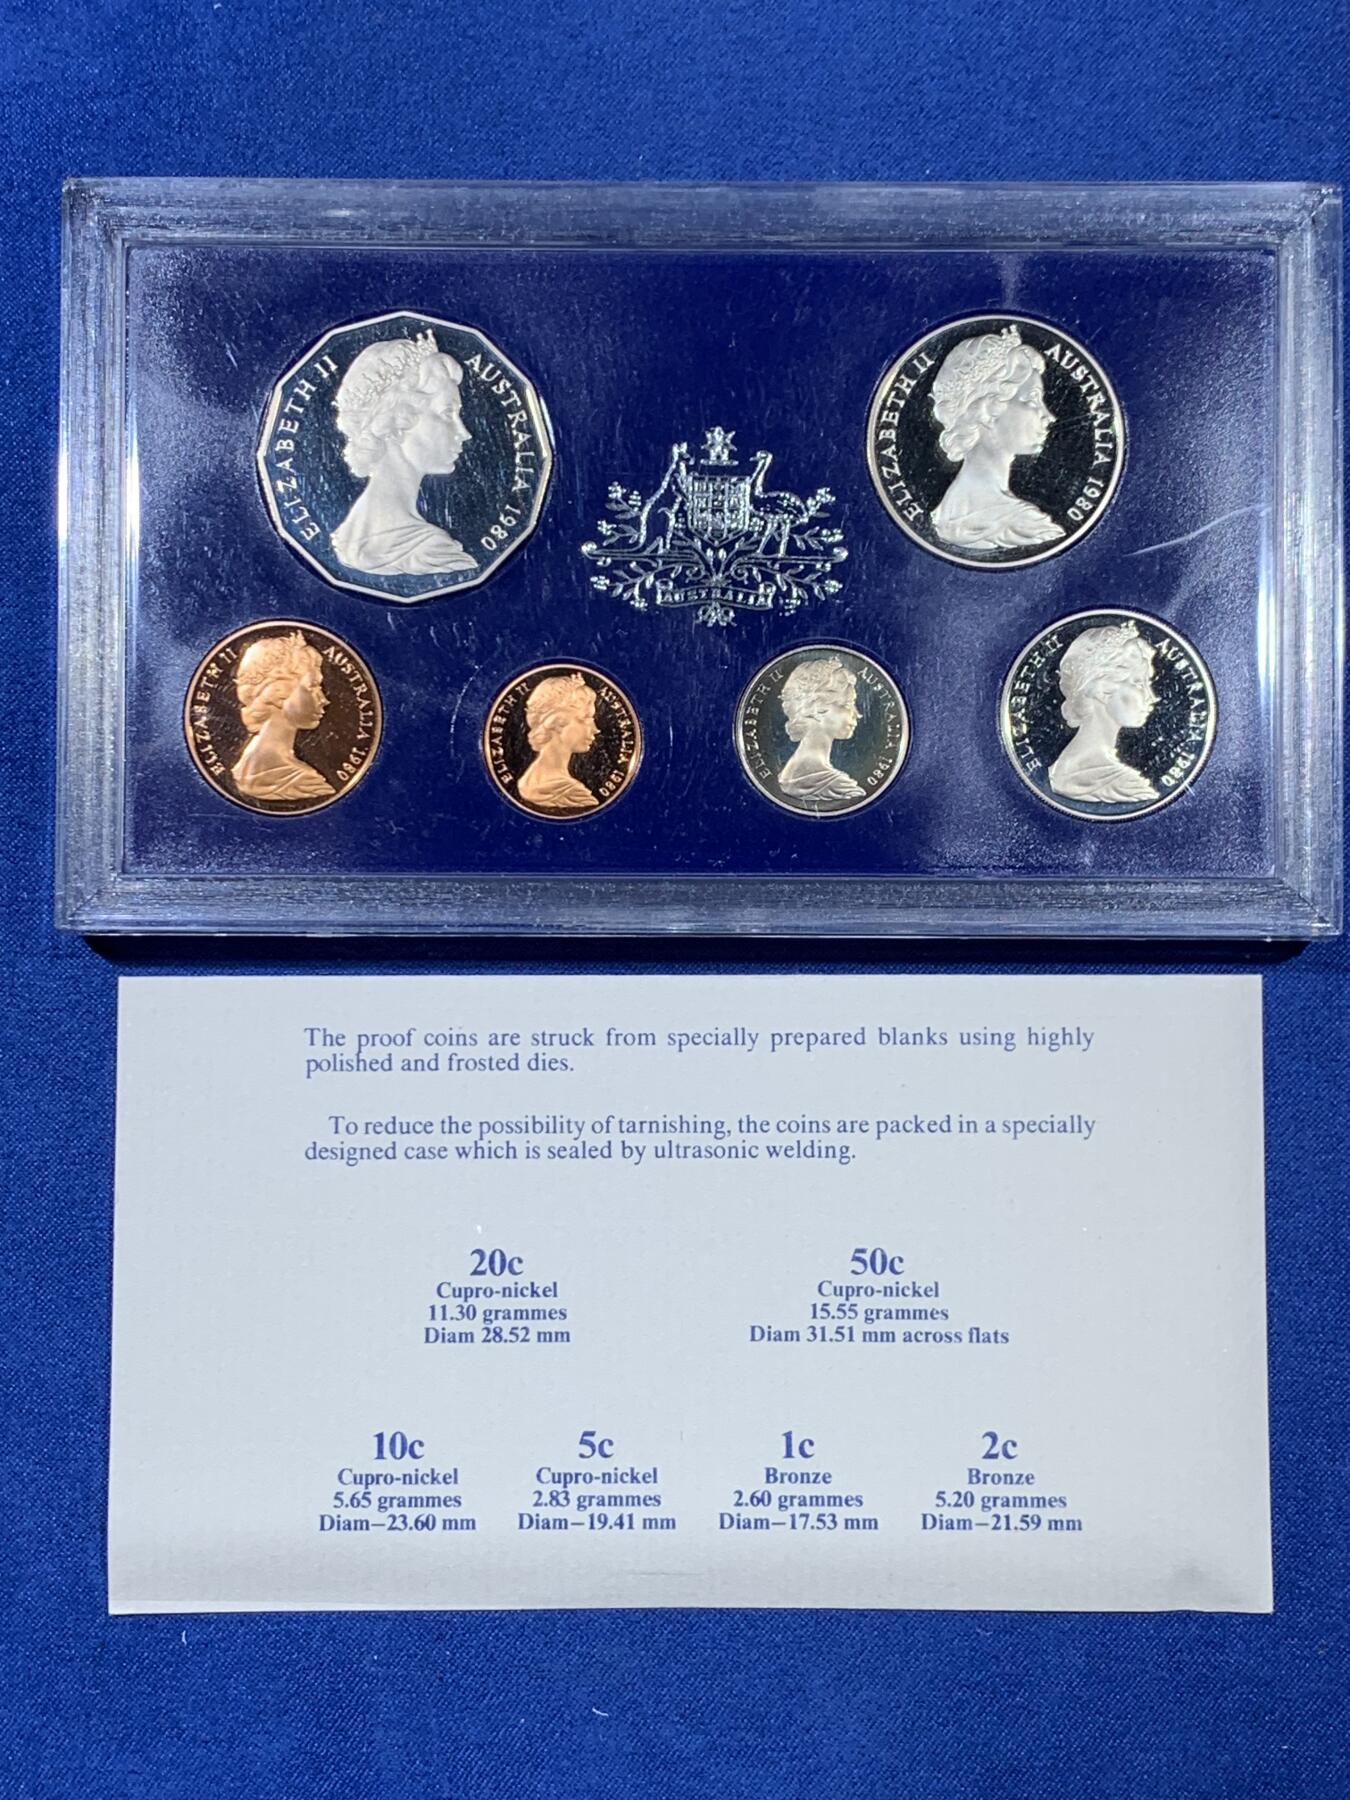 ELIZABETH II AUSTRALIA 1980
ELIZABETH II AUSTRALIA 1980
AUSTRALIA
ELIZABETH II AUSTRALIA 1980
ELIZABETH II AUSTRALIA 1980
ELIZABETH II AUSTRALIA 1980
ELIZABETH II AUSTRALIA 1980
The proof coins are struck from specially prepared blanks using highly
polished and frosted dies.
To reduce the possibility of tarnishing, the coins are packed in a specially
designed case which is sealed by ultrasonic welding.
20c
Cupro-nickel
11.30 grammes
Diam 28.52 mm
50c
Cupro-nickel
15.55 grammes
Diam 31.51 mm across flats
10c
Cupro-nickel
5.65 grammes
Diam—23.60 mm
5c
Cupro-nickel
2.83 grammes
Diam—19.41 mm
1c
Bronze
2.60 grammes
Diam—17.53 mm
2c
Bronze
5.20 grammes
Diam—21.59 mm